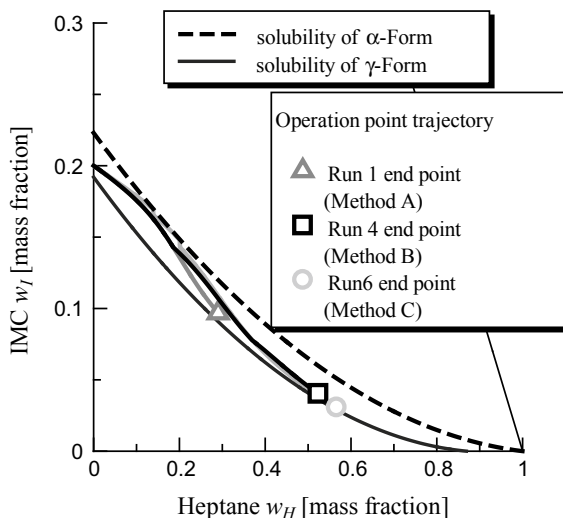 0.3
solubility of α-Form
solubility of γ-Form
Operation point trajectory
Run 1 end point
(Method A)
Run 4 end point
(Method B)
Run6 end point
(Method C)
0.2
0.1
0
IMC w_I [mass fraction]
0 0.2 0.4 0.6 0.8 1
Heptane w_H [mass fraction]